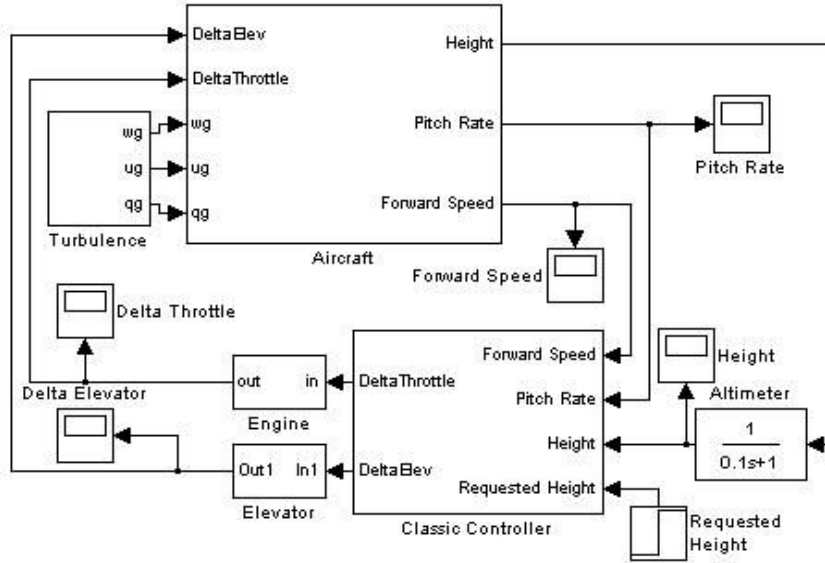 DeltaElev
DeltaThrottle
wg
ug
qg
Height
Pitch Rate
Forward Speed
Aircraft
wg
ug
qg
Turbulence
Pitch Rate
Forward Speed
Delta Throttle
Delta Elevator
out in
Engine
Out1 In1
Elevator
DeltaThrottle
DeltaElev
Forward Speed
Pitch Rate
Height
Requested Height
Classic Controller
Height
Altimeter
1
0.1s+1
Requested
Height